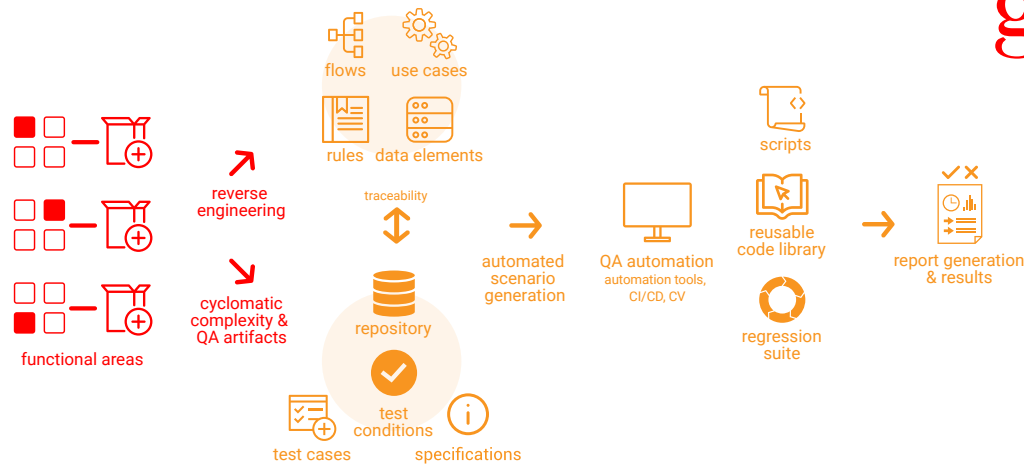 g
flows
use cases
rules
data elements
traceability
reverse
engineering
cyclomatic
complexity &
QA artifacts
functional areas
repository
test
conditions
test cases
specifications
automated
scenario
generation
QA automation
automation tools,
CI/CD, CV
scripts
reusable
code library
regression
suite
report generation
& results